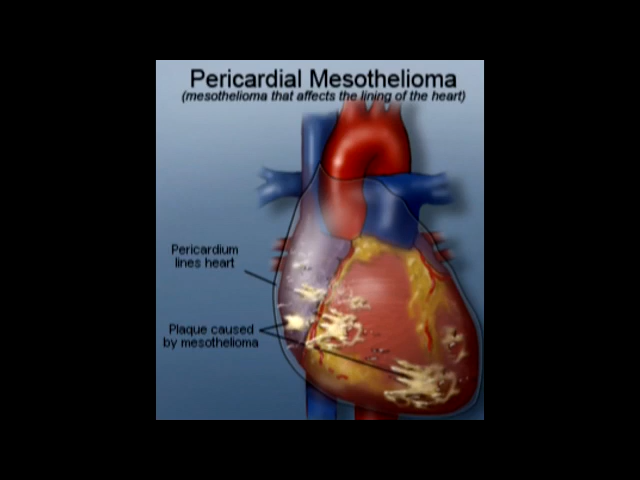 Pericardial Mesothelioma
(mesothelioma that affects the lining of the heart)
Pericardium
lines heart
Plaque caused
by mesothelioma